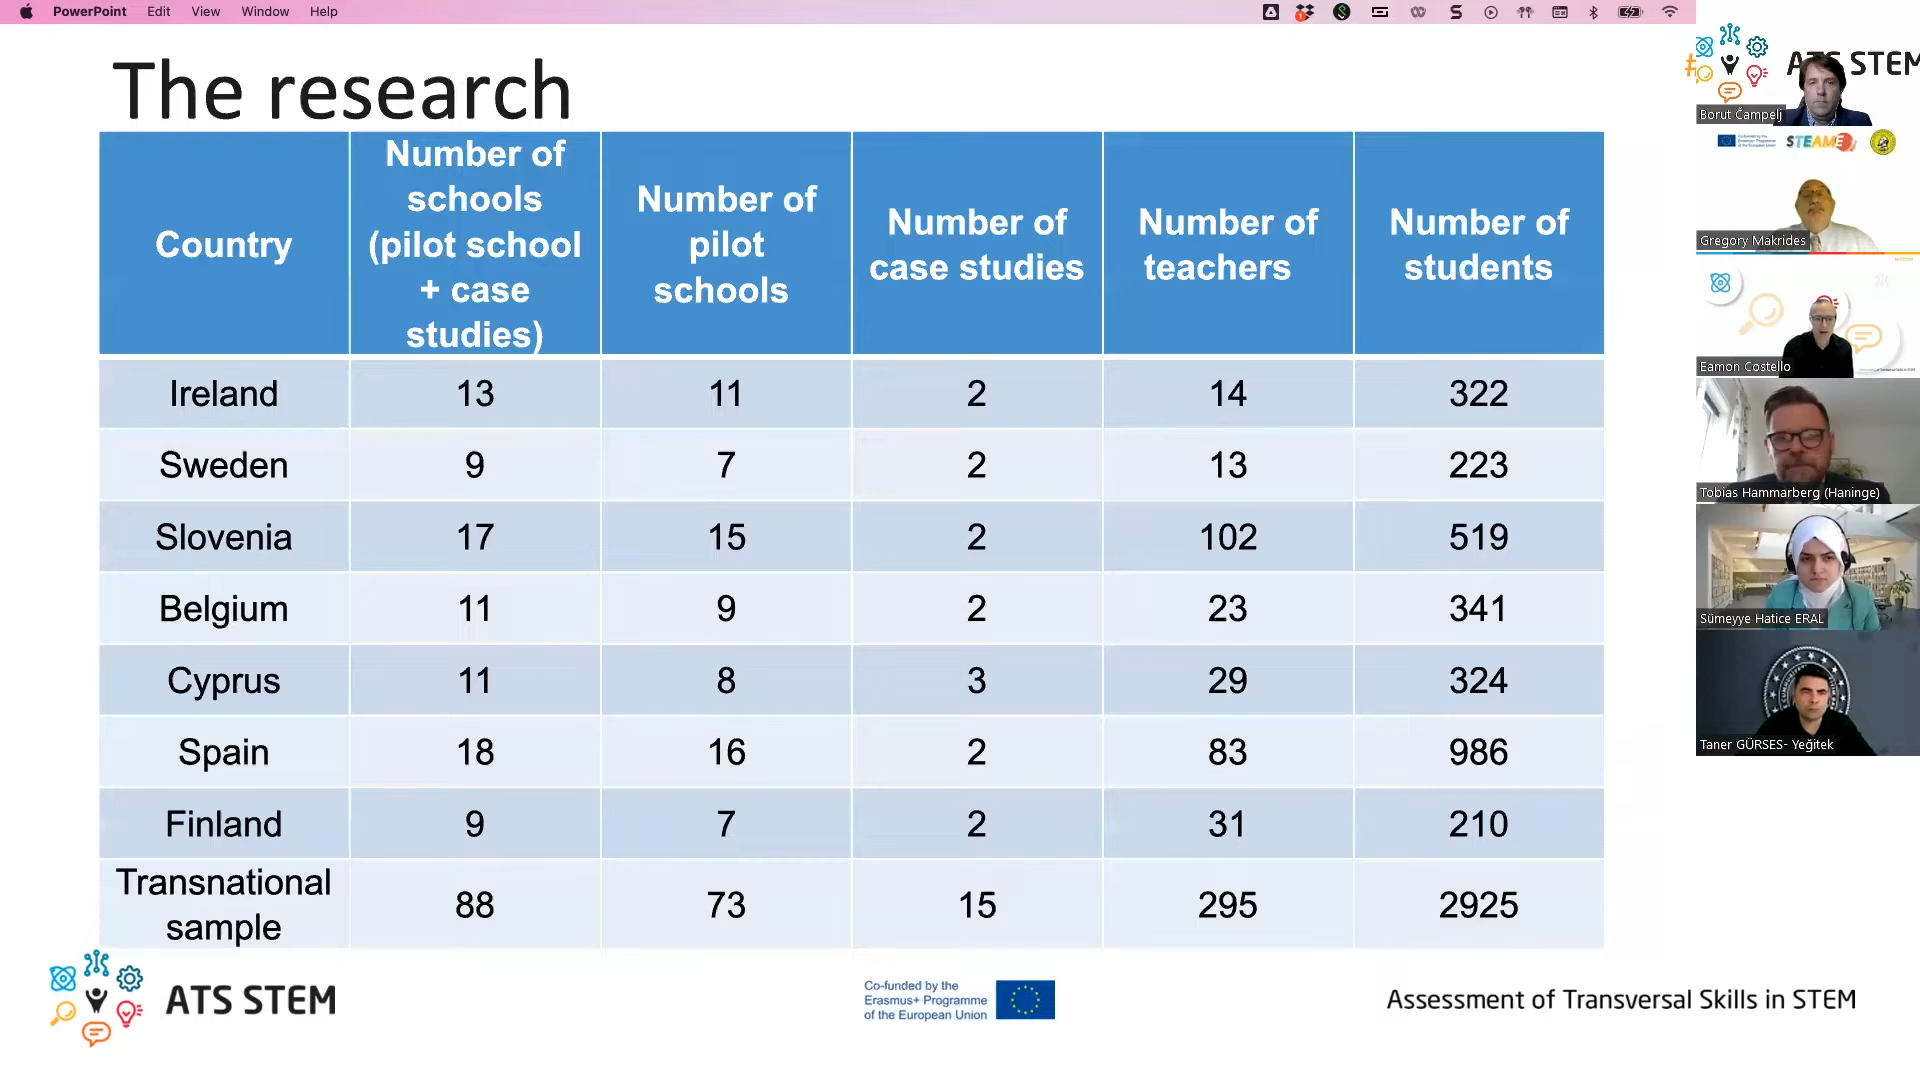 PowerPoint Edit View Window Help
The research
Country
Number of
schools
(pilot school
+ case
studies)
Number of
pilot
schools
Number of
case studies
Number of
teachers
Number of
students
Ireland 13 11 2 14 322
Sweden 9 7 2 13 223
Slovenia 17 15 2 102 519
Belgium 11 9 2 23 341
Cyprus 11 8 3 29 324
Spain 18 16 2 83 986
Finland 9 7 2 31 210
Transnational
sample
88 73 15 295 2925
ATS STEM
Co-funded by the
Erasmus+ Programme
of the European Union
Assessment of Transversal Skills in STEM
ATS STEM
Borut Čampelj
STEAME
Gregory Makrides
Eamon Costello
Tobias Hammarberg (Haninge)
Sümeyye Hatice ERAL
Taner GÜRSES- Yeğitek